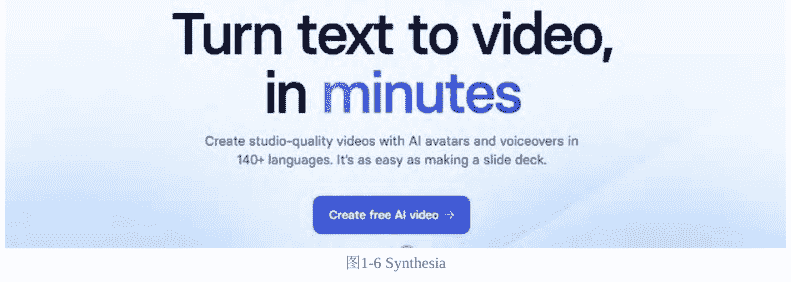 Turn text to video,
in minutes
Create studio-quality videos with AI avatars and voiceovers in
140+ languages. It's as easy as making a slide deck.
Create free AI video →
图1-6 Synthesia